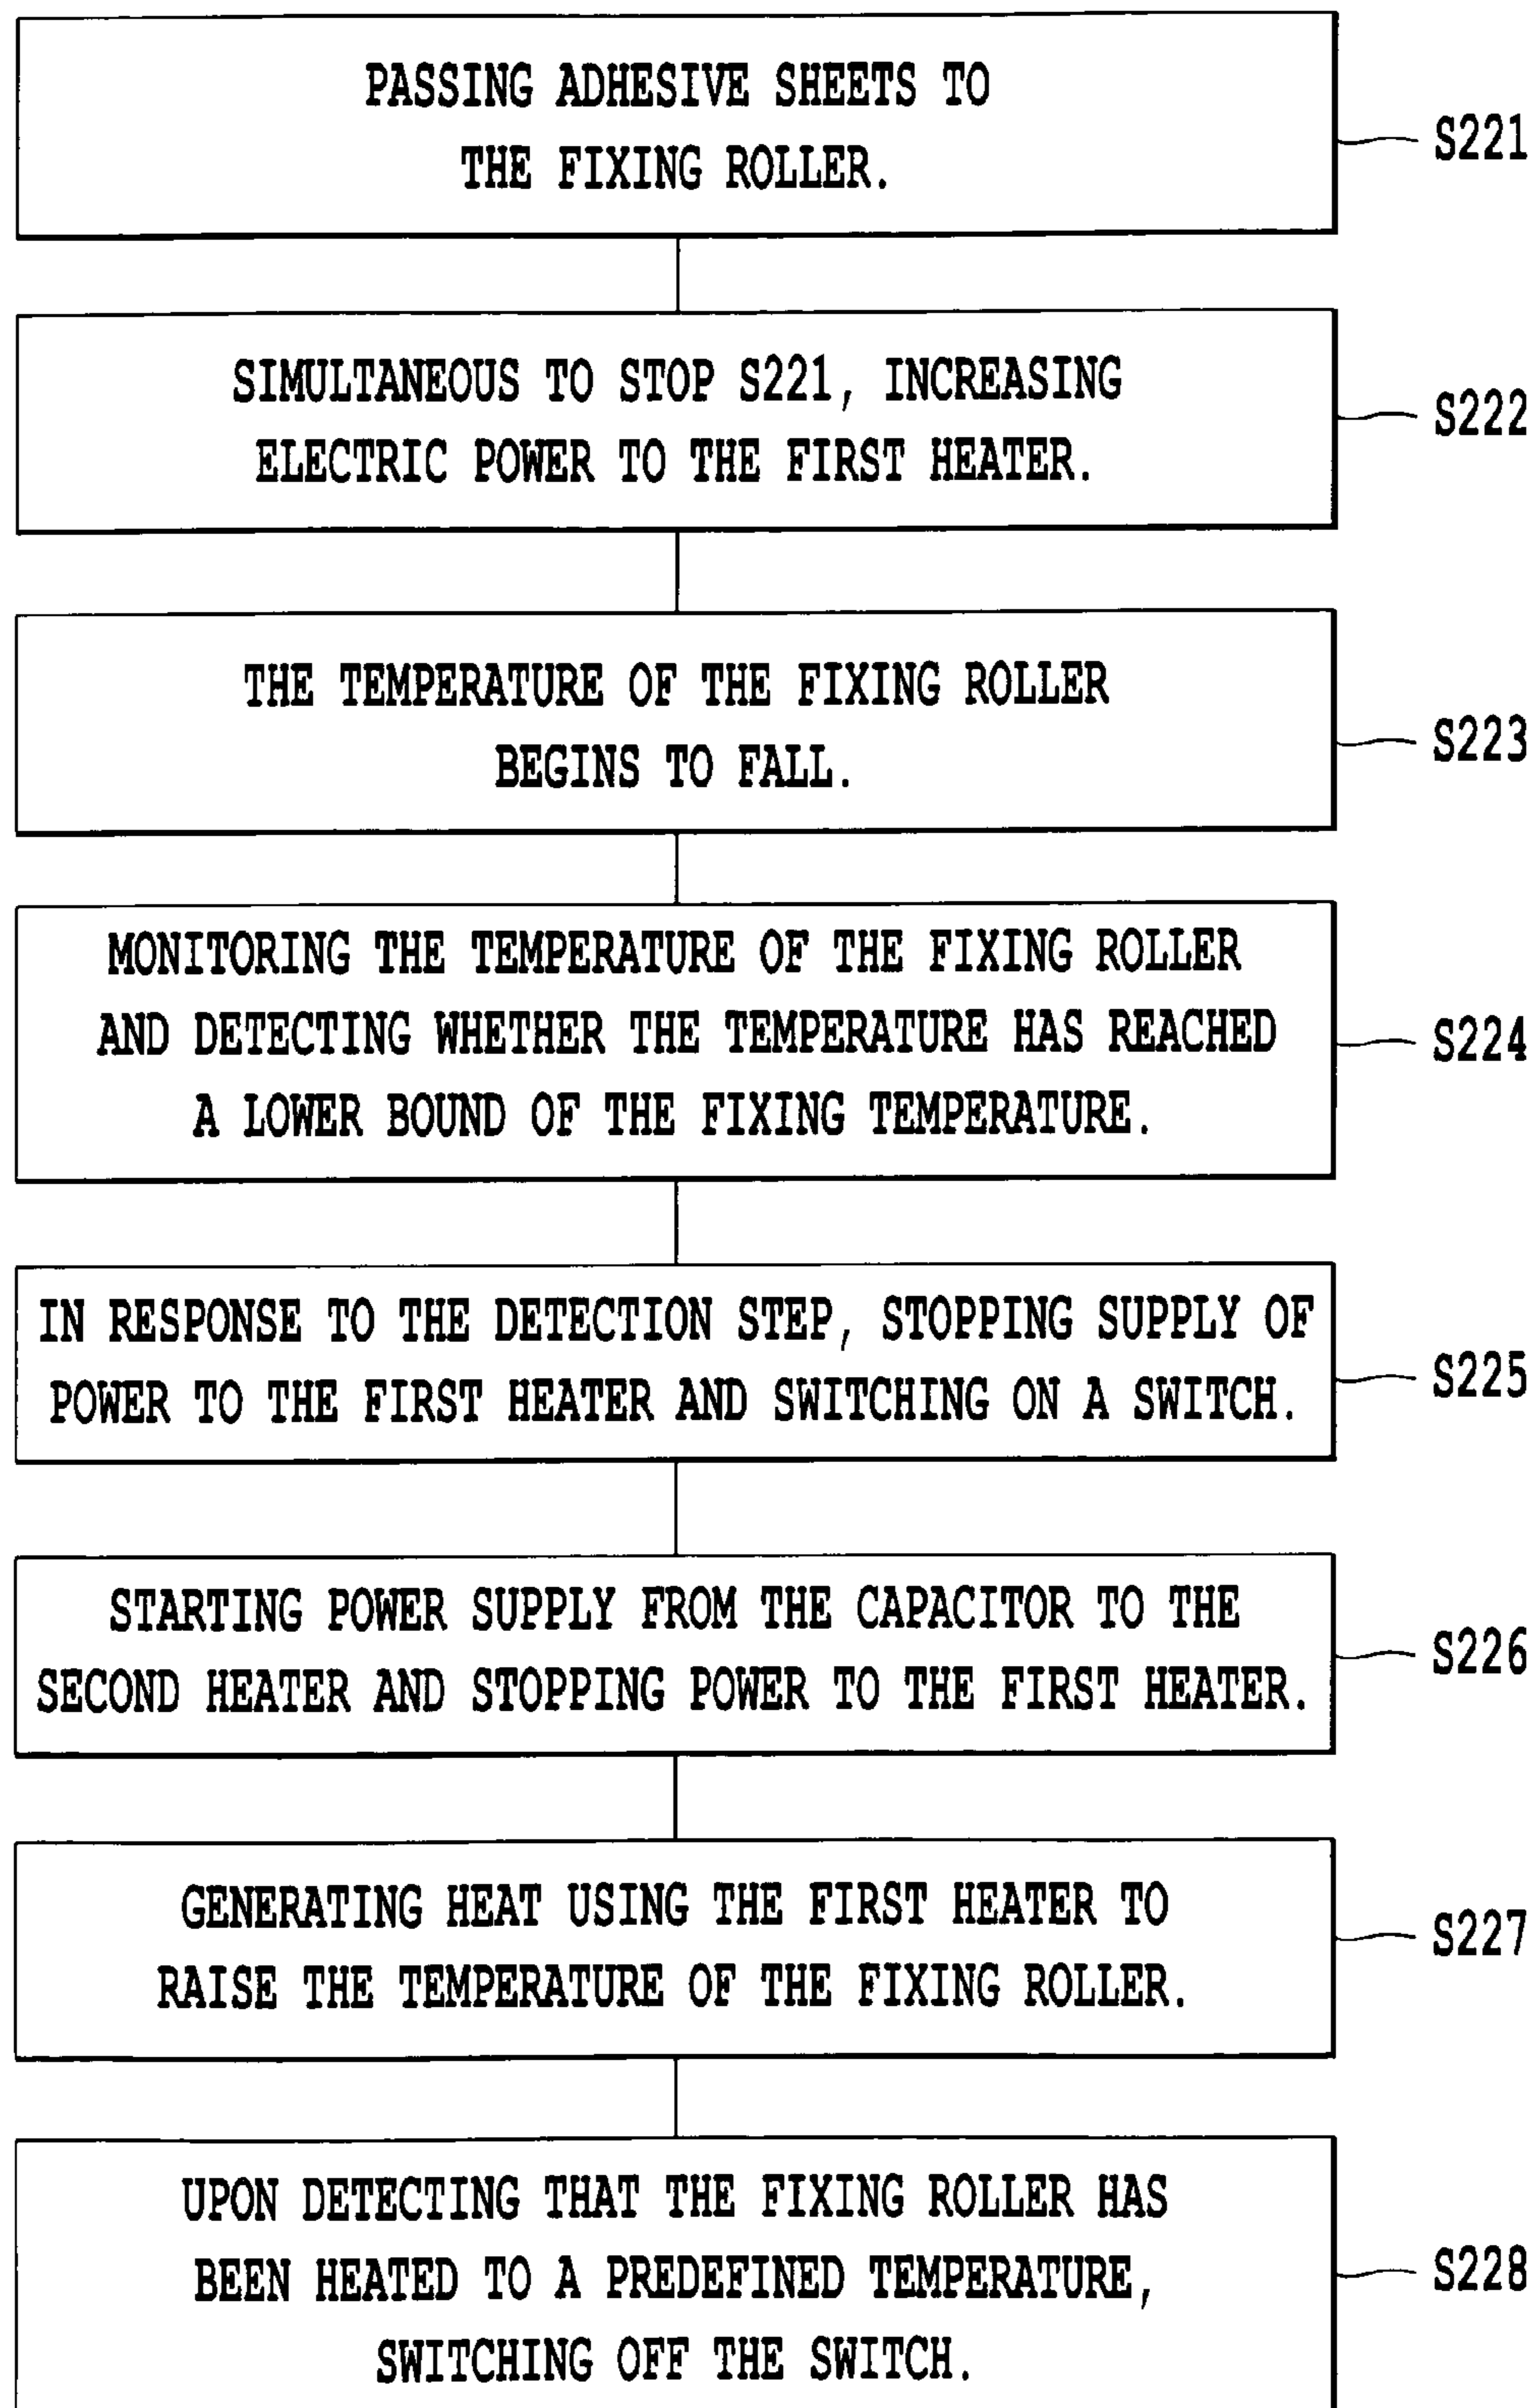 PASSING ADHESIVE SHEETS TO
THE FIXING ROLLER.
S221
SIMULTANEOUS TO STOP S221, INCREASING
ELECTRIC POWER TO THE FIRST HEATER.
S222
THE TEMPERATURE OF THE FIXING ROLLER
BEGINS TO FALL.
S223
MONITORING THE TEMPERATURE OF THE FIXING ROLLER
AND DETECTING WHETHER THE TEMPERATURE HAS REACHED
A LOWER BOUND OF THE FIXING TEMPERATURE.
S224
IN RESPONSE TO THE DETECTION STEP, STOPPING SUPPLY OF
POWER TO THE FIRST HEATER AND SWITCHING ON A SWITCH.
S225
STARTING POWER SUPPLY FROM THE CAPACITOR TO THE
SECOND HEATER AND STOPPING POWER TO THE FIRST HEATER.
S226
GENERATING HEAT USING THE FIRST HEATER TO
RAISE THE TEMPERATURE OF THE FIXING ROLLER.
S227
UPON DETECTING THAT THE FIXING ROLLER HAS
BEEN HEATED TO A PREDEFINED TEMPERATURE,
SWITCHING OFF THE SWITCH.
S228